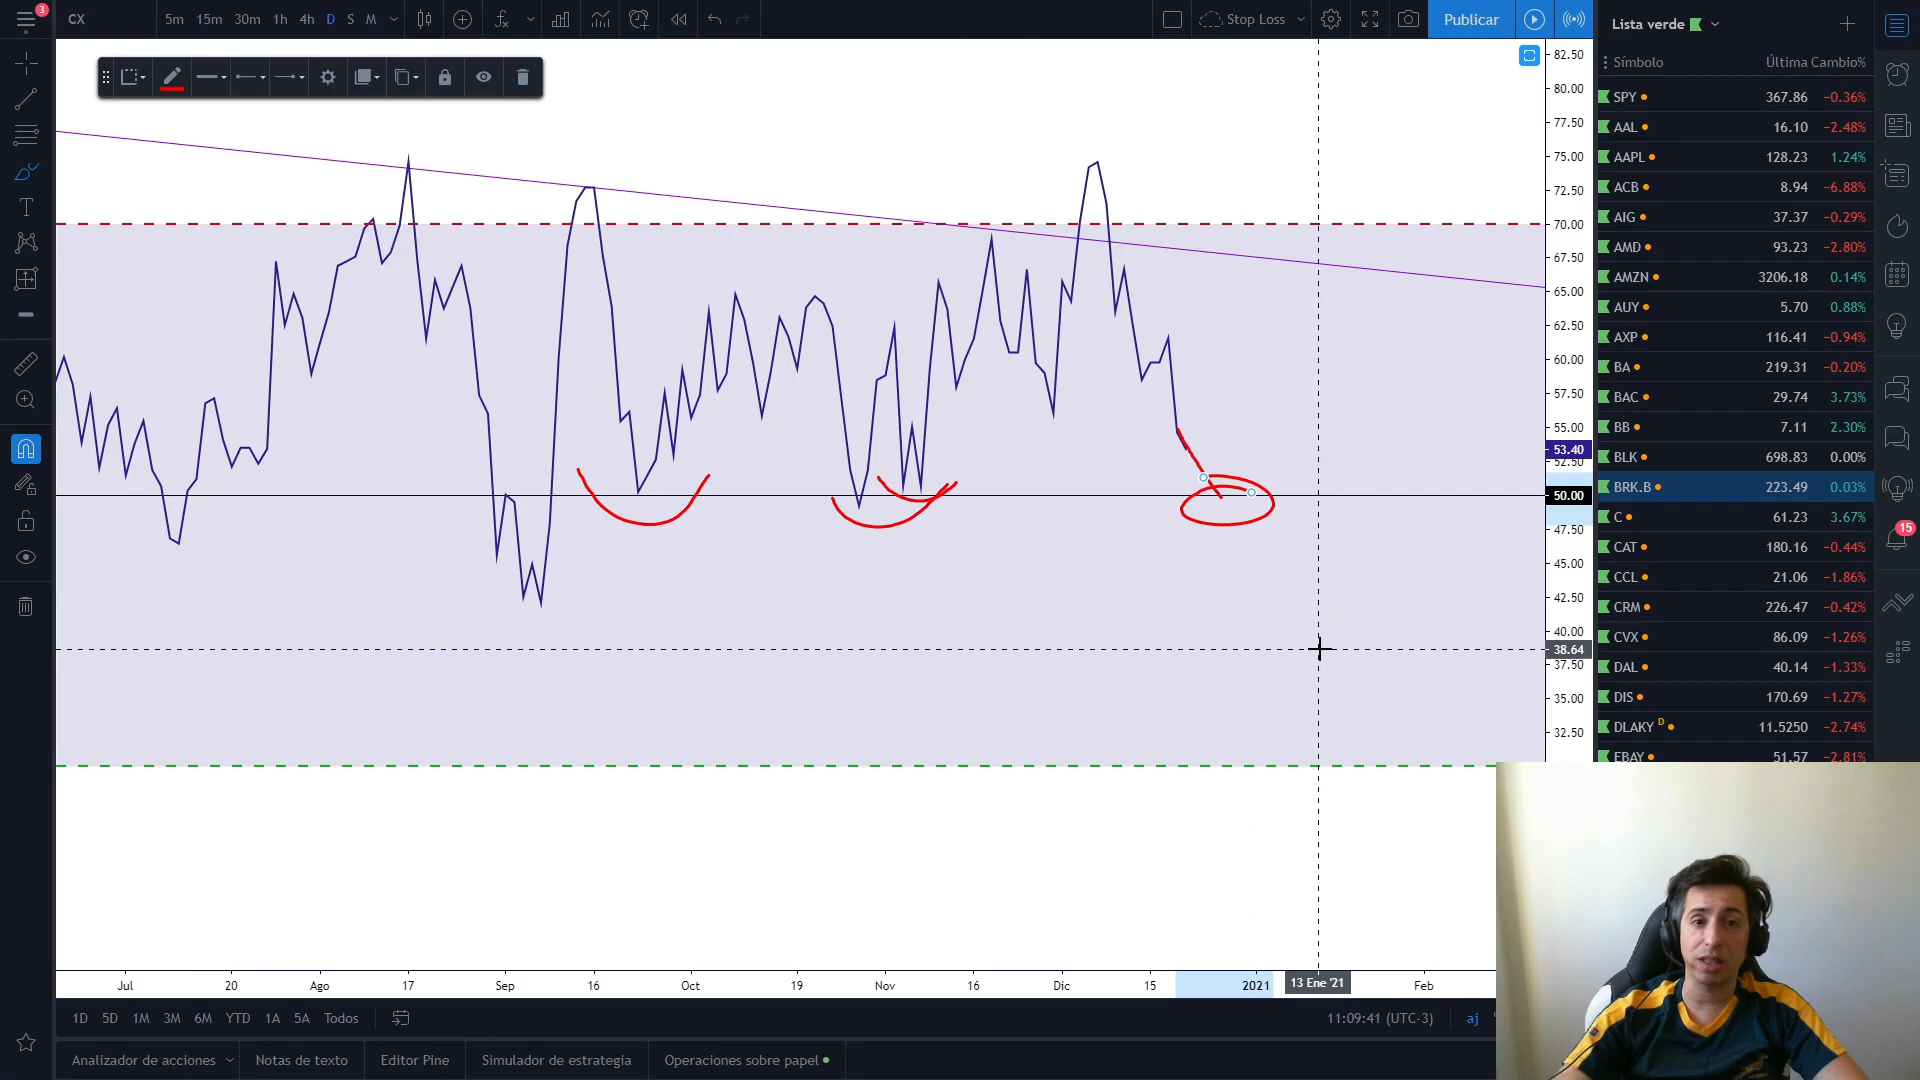 3
CX
5m 15m 30m 1h 4h D S M
Stop Loss
Publicar
Lista verde
Símbolo Última Cambio%
SPY 367.86 −0.36%
AAL 16.10 −2.48%
AAPL 128.23 1.24%
ACB 8.94 −6.88%
AIG 37.37 −0.29%
AMD 93.23 −2.80%
AMZN 3206.18 0.14%
AUY 5.70 0.88%
AXP 116.41 −0.94%
BA 219.31 −0.20%
BAC 29.74 3.73%
BB 7.11 2.30%
BLK 698.83 0.00%
BRK.B 223.49 0.03%
C 61.23 3.67%
CAT 180.16 −0.44%
CCL 21.06 −1.86%
CRM 226.47 −0.42%
CVX 86.09 −1.26%
DAL 40.14 −1.33%
DIS 170.69 −1.27%
DLAKY D 11.5250 −2.74%
EBAY 51.57 −2.81%
15
82.50
80.00
77.50
75.00
72.50
70.00
67.50
65.00
62.50
60.00
57.50
55.00
53.40
52.50
50.00
47.50
45.00
42.50
40.00
38.64
37.50
35.00
32.50
Jul 20 Ago 17 Sep 16 Oct 19 Nov 16 Dic 15 2021 13 Ene '21 Feb
1D 5D 1M 3M 6M YTD 1A 5A Todos
11:09:41 (UTC-3) aj
Analizador de acciones Notas de texto Editor Pine Simulador de estrategia Operaciones sobre papel